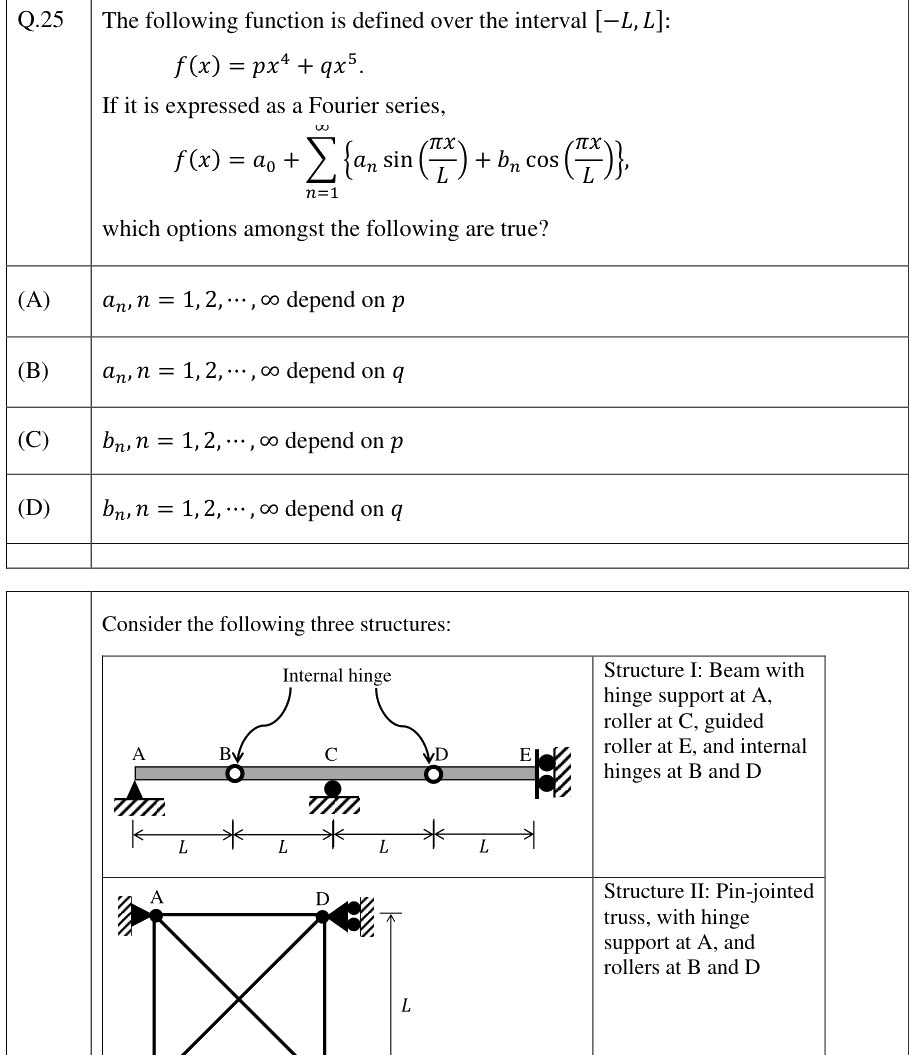 Q.25 The following function is defined over the interval [−L, L]:
f(x) = px⁴ + qx⁵.
If it is expressed as a Fourier series,
f(x) = a₀ + ∑_{n=1}^{∞} {aₙ sin (πx/L) + bₙ cos (πx/L)},
which options amongst the following are true?
(A) aₙ, n = 1, 2, ⋯, ∞ depend on p
(B) aₙ, n = 1, 2, ⋯, ∞ depend on q
(C) bₙ, n = 1, 2, ⋯, ∞ depend on p
(D) bₙ, n = 1, 2, ⋯, ∞ depend on q
Consider the following three structures:
Internal hinge
A B C D E
L L L L
Structure I: Beam with
hinge support at A,
roller at C, guided
roller at E, and internal
hinges at B and D
A D
L
Structure II: Pin-jointed
truss, with hinge
support at A, and
rollers at B and D